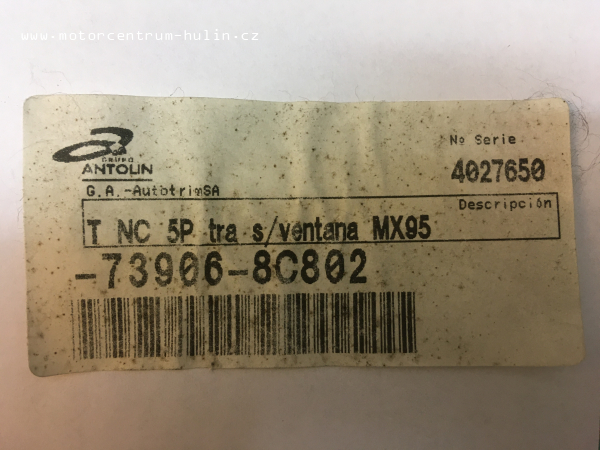 www.motorcentrum-hulin.cz
GRUPO
ANTOLIN
G.A.-AutotrimSA
Nº Serie
4027650
Descripción
T NC 5P tra s/ventana MX95
-73906-8C802